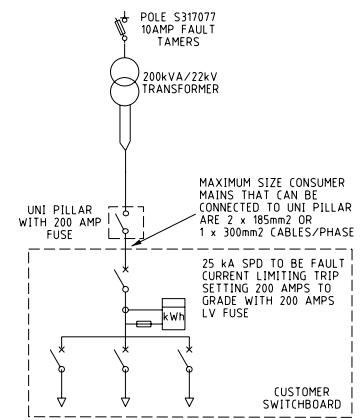 POLE S317077
10AMP FAULT
TAMERS
200kVA/22kV
TRANSFORMER
MAXIMUM SIZE CONSUMER
MAINS THAT CAN BE
CONNECTED TO UNI PILLAR
ARE 2 x 185mm2 OR
1 x 300mm2 CABLES/PHASE
UNI PILLAR
WITH 200 AMP
FUSE
25 kA SPD TO BE FAULT
CURRENT LIMITING TRIP
SETTING 200 AMPS TO
GRADE WITH 200 AMPS
LV FUSE
kWh
CUSTOMER
SWITCHBOARD